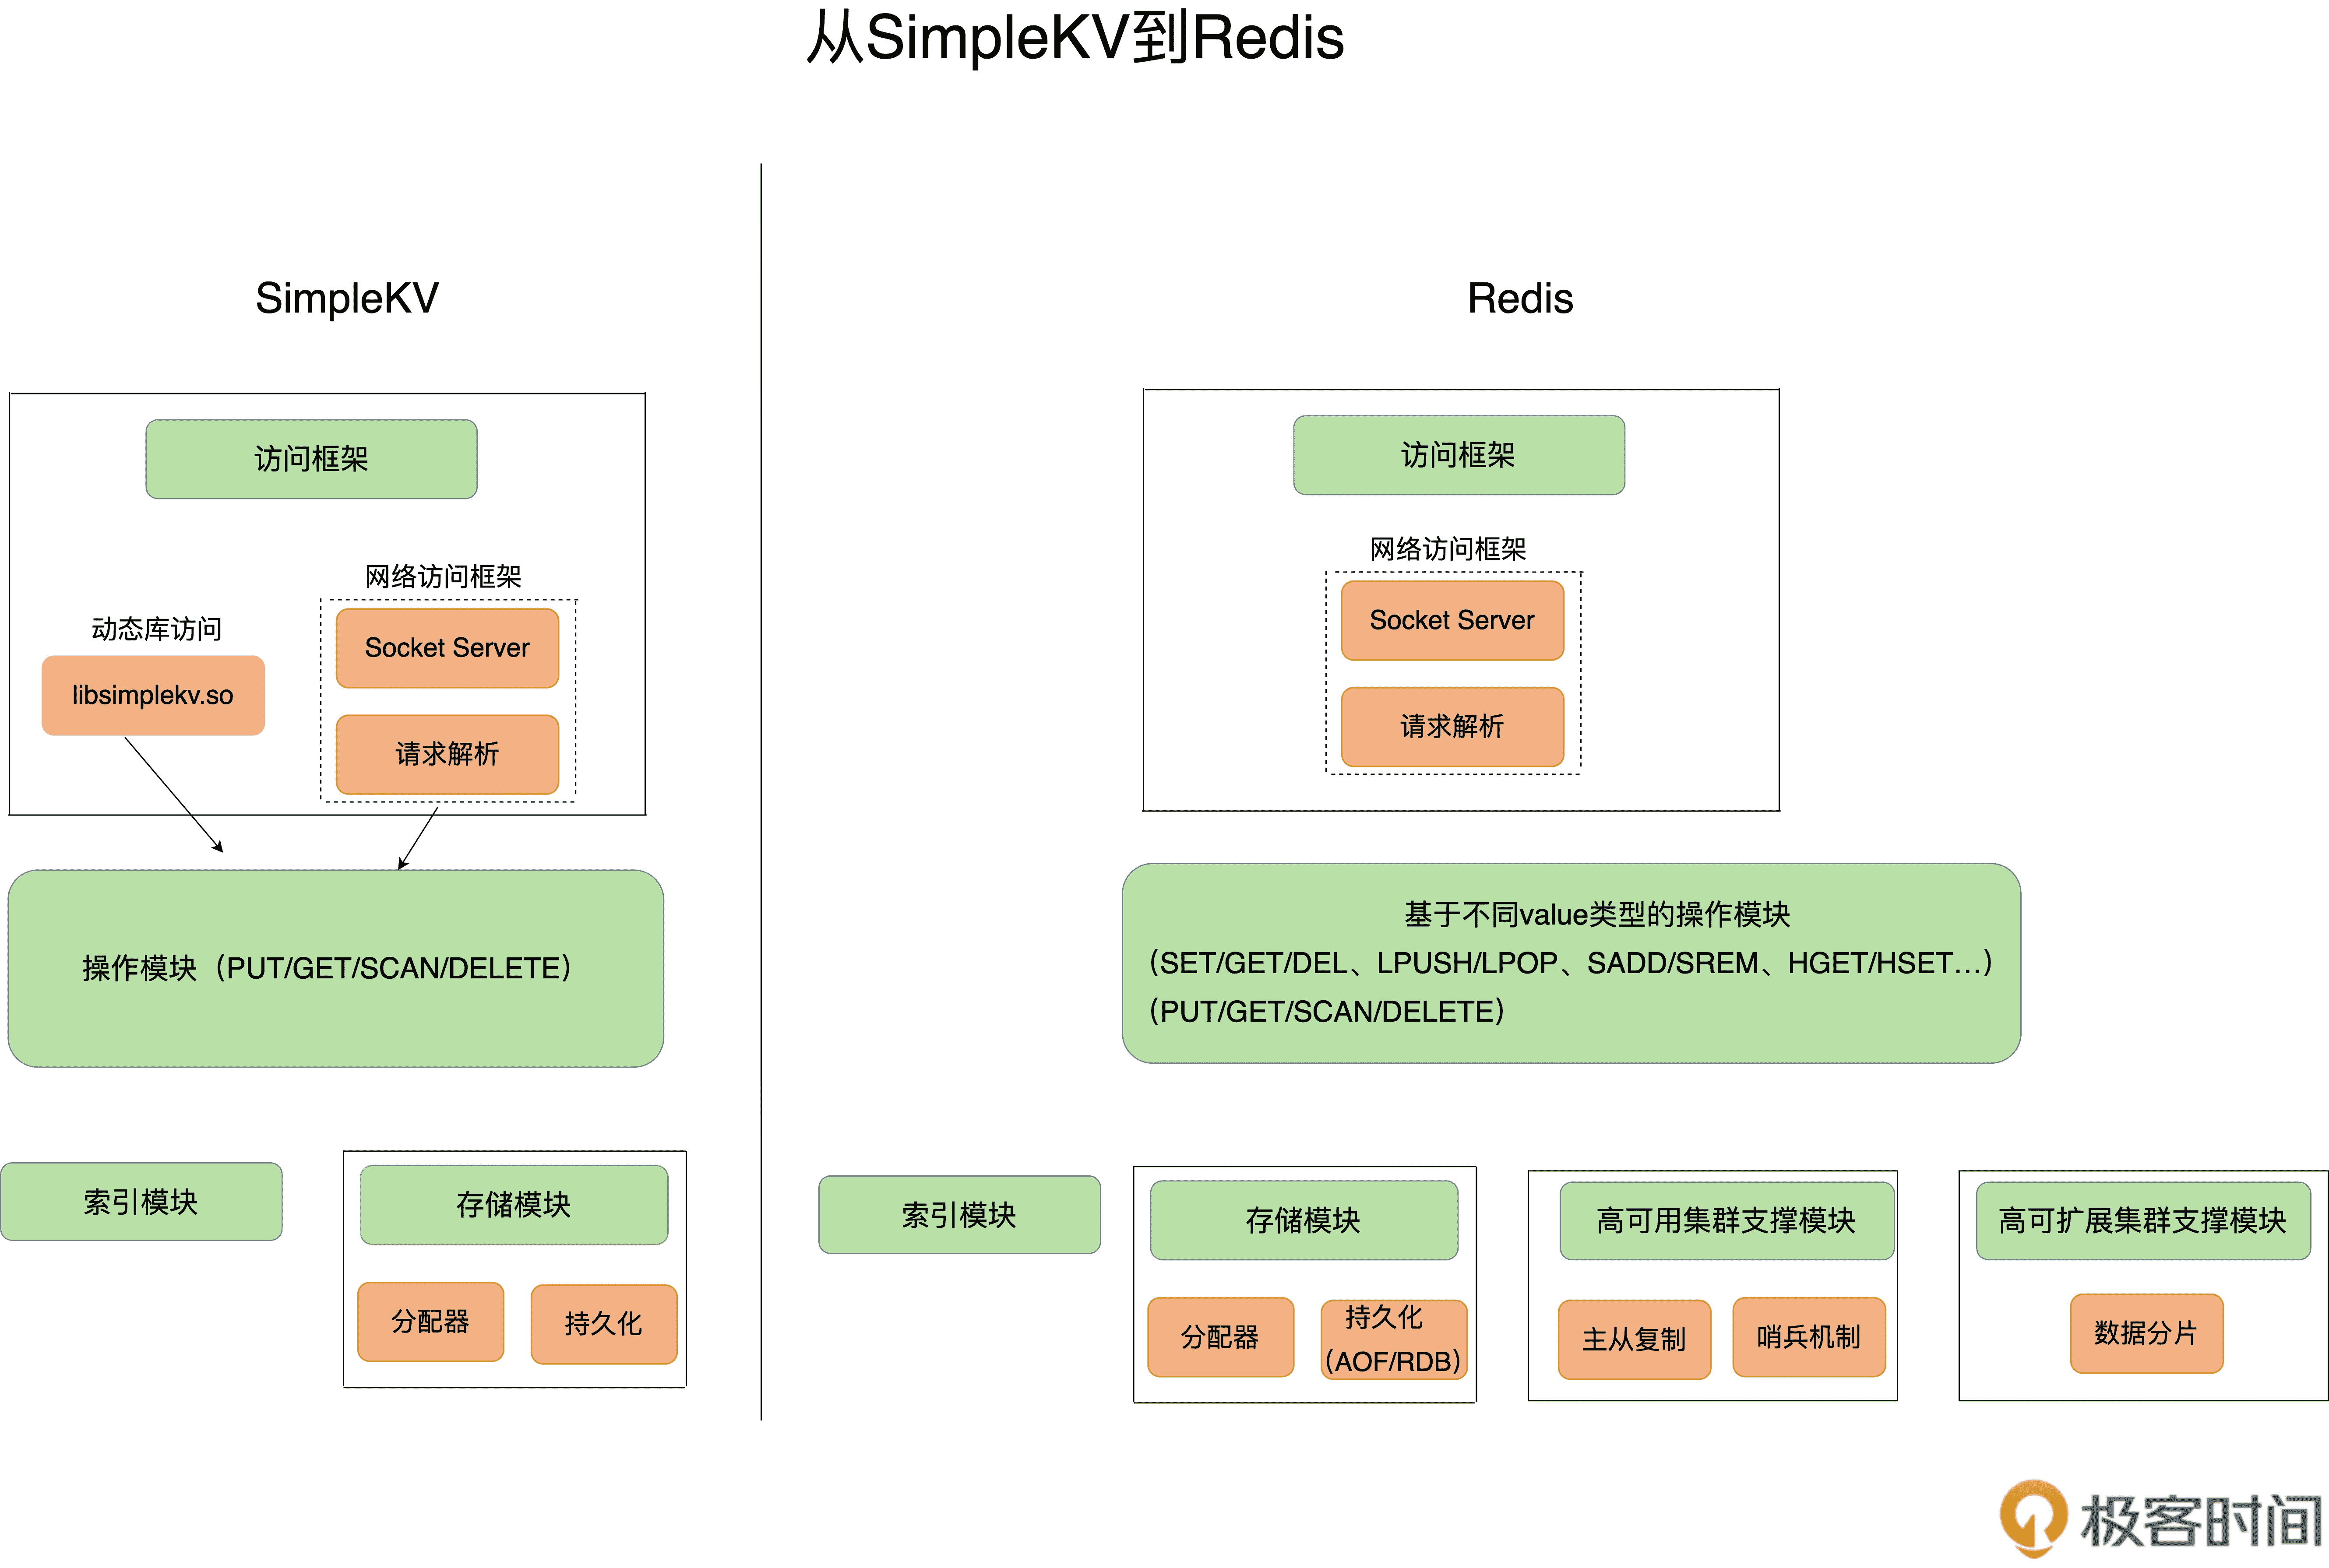 从SimpleKV到Redis
SimpleKV
访问框架
网络访问框架
动态库访问
Socket Server
libsimplekv.so
请求解析
操作模块（PUT/GET/SCAN/DELETE）
索引模块
存储模块
分配器
持久化
Redis
访问框架
网络访问框架
Socket Server
请求解析
基于不同value类型的操作模块
（SET/GET/DEL、LPUSH/LPOP、SADD/SREM、HGET/HSET...）
（PUT/GET/SCAN/DELETE）
索引模块
存储模块
分配器
持久化
（AOF/RDB）
高可用集群支撑模块
主从复制
哨兵机制
高可扩展集群支撑模块
数据分片
极客时间